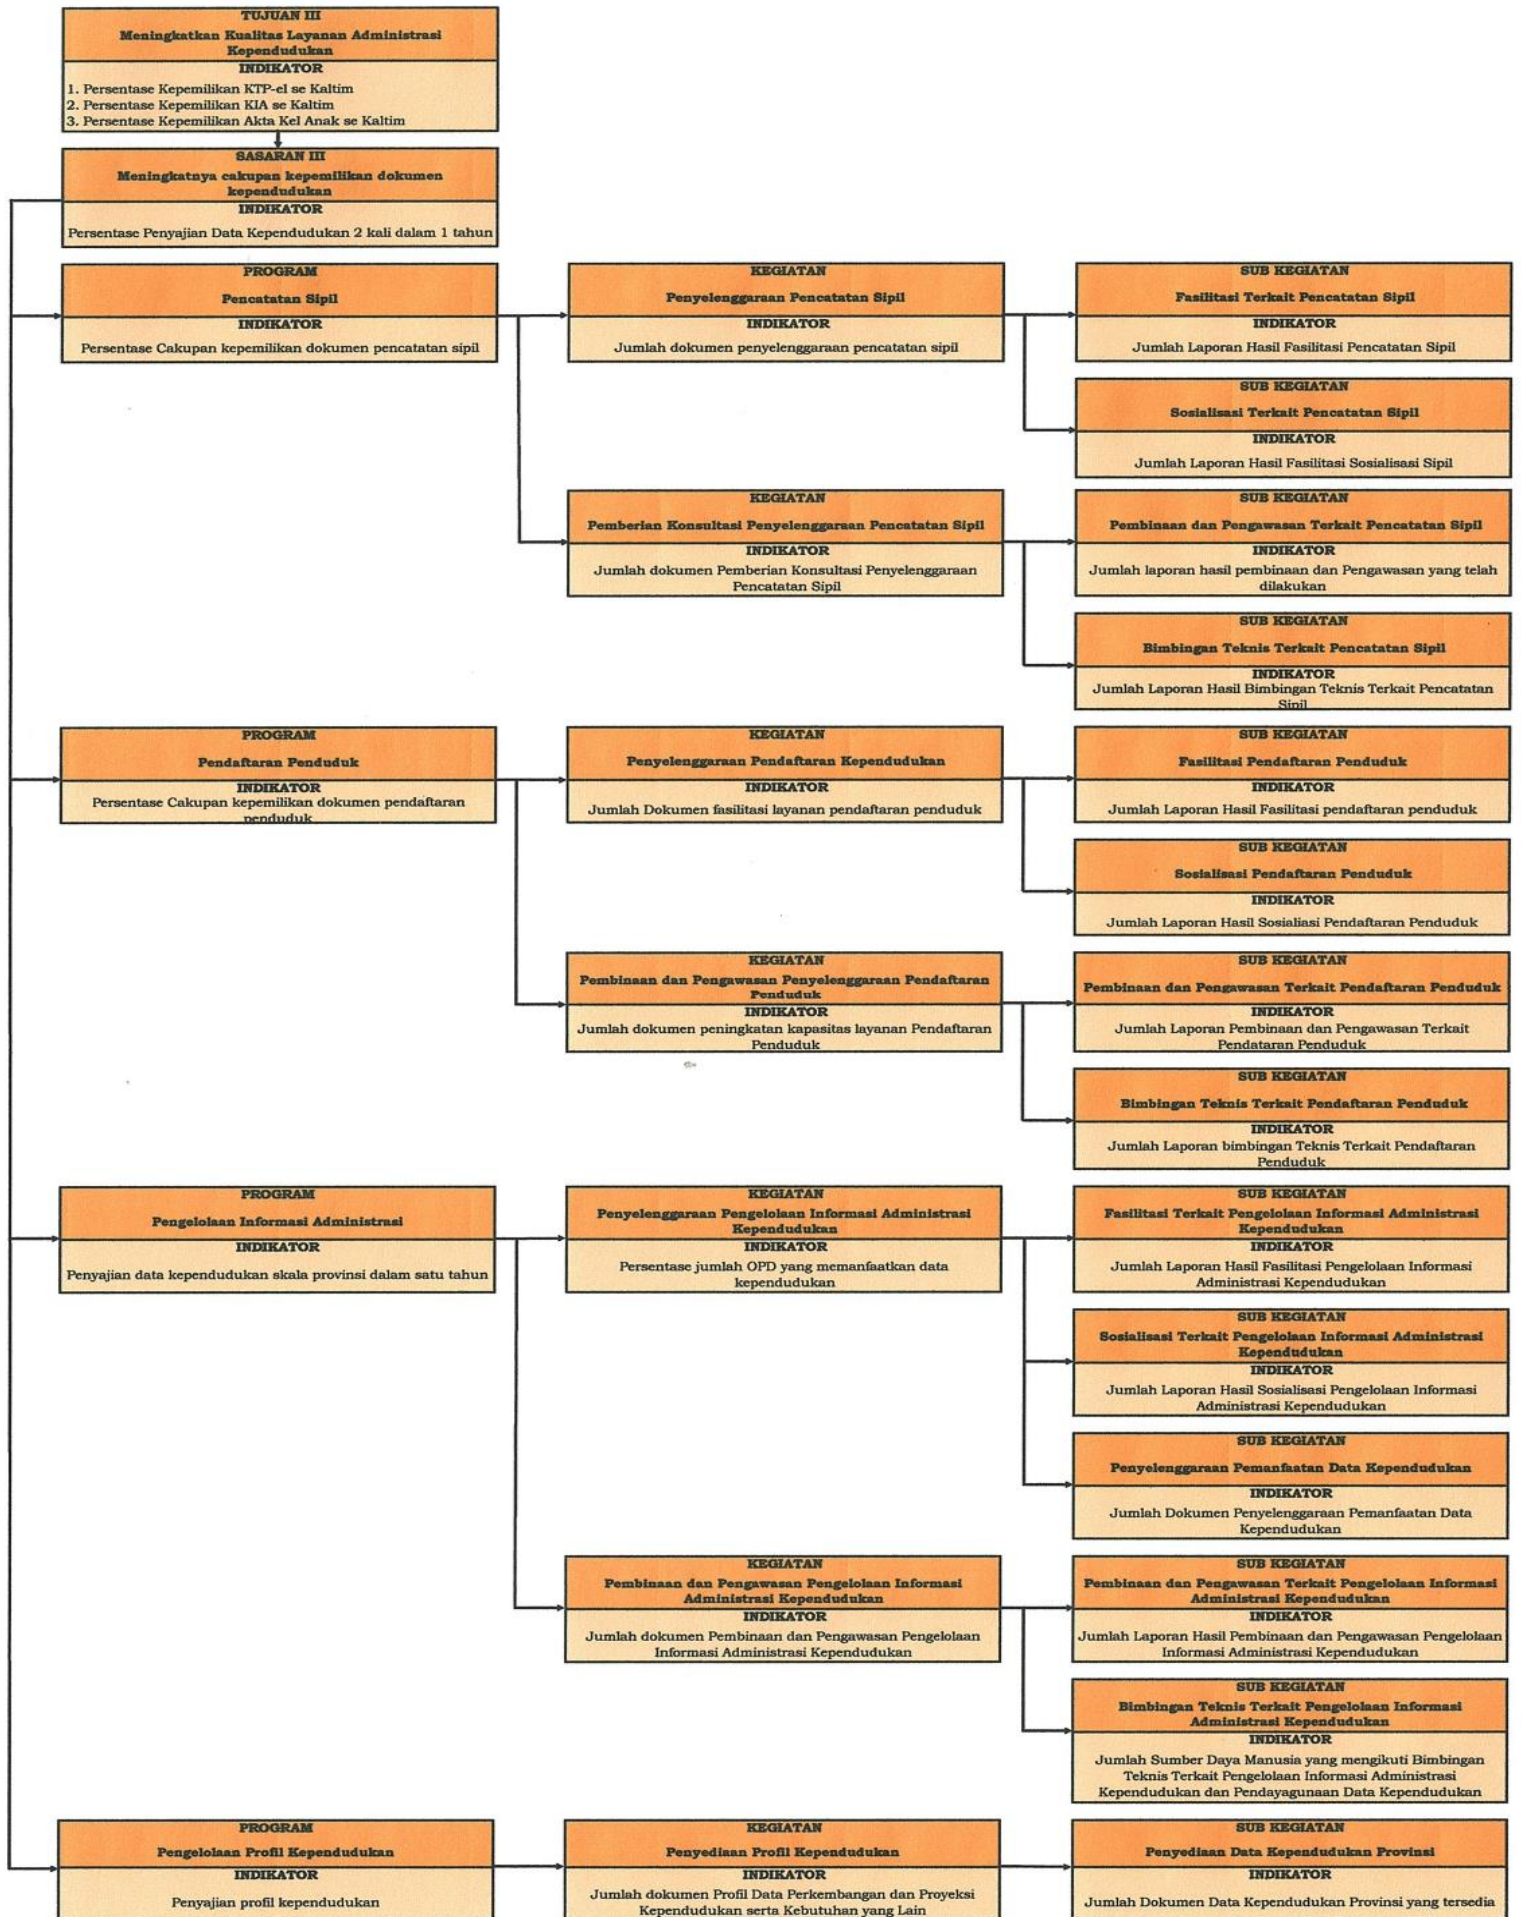 TUJUAN III
Meningkatkan Kualitas Layanan Administrasi
Kependudukan
INDIKATOR
1. Persentase Kepemilikan KTP-el se Kaltim
2. Persentase Kepemilikan KIA se Kaltim
3. Persentase Kepemilikan Akta Kel Anak se Kaltim
SASARAN III
Meningkatnya cakupan kepemilikan dokumen
kependudukan
INDIKATOR
Persentase Penyajian Data Kependudukan 2 kali dalam 1 tahun
PROGRAM
Pencatatan Sipil
INDIKATOR
Persentase Cakupan kepemilikan dokumen pencatatan sipil
KEGIATAN
Penyelenggaraan Pencatatan Sipil
INDIKATOR
Jumlah dokumen penyelenggaraan pencatatan sipil
SUB KEGIATAN
Fasilitasi Terkait Pencatatan Sipil
INDIKATOR
Jumlah Laporan Hasil Fasilitasi Pencatatan Sipil
SUB KEGIATAN
Sosialisasi Terkait Pencatatan Sipil
INDIKATOR
Jumlah Laporan Hasil Fasilitasi Sosialisasi Sipil
KEGIATAN
Pemberian Konsultasi Penyelenggaraan Pencatatan Sipil
INDIKATOR
Jumlah dokumen Pemberian Konsultasi Penyelenggaraan
Pencatatan Sipil
SUB KEGIATAN
Pembinaan dan Pengawasan Terkait Pencatatan Sipil
INDIKATOR
Jumlah laporan hasil pembinaan dan Pengawasan yang telah
dilakukan
SUB KEGIATAN
Bimbingan Teknis Terkait Pencatatan Sipil
INDIKATOR
Jumlah Laporan Hasil Bimbingan Teknis Terkait Pencatatan
Sipil
PROGRAM
Pendaftaran Penduduk
INDIKATOR
Persentase Cakupan kepemilikan dokumen pendaftaran
penduduk
KEGIATAN
Penyelenggaraan Pendaftaran Kependudukan
INDIKATOR
Jumlah Dokumen fasilitasi layanan pendaftaran penduduk
SUB KEGIATAN
Fasilitasi Pendaftaran Penduduk
INDIKATOR
Jumlah Laporan Hasil Fasilitasi pendaftaran penduduk
SUB KEGIATAN
Sosialisasi Pendaftaran Penduduk
INDIKATOR
Jumlah Laporan Hasil Sosialiasi Pendaftaran Penduduk
KEGIATAN
Pembinaan dan Pengawasan Penyelenggaraan Pendaftaran
Penduduk
INDIKATOR
Jumlah dokumen peningkatan kapasitas layanan Pendaftaran
Penduduk
SUB KEGIATAN
Pembinaan dan Pengawasan Terkait Pendaftaran Penduduk
INDIKATOR
Jumlah Laporan Pembinaan dan Pengawasan Terkait
Pendataran Penduduk
SUB KEGIATAN
Bimbingan Teknis Terkait Pendaftaran Penduduk
INDIKATOR
Jumlah Laporan bimbingan Teknis Terkait Pendaftaran
Penduduk
PROGRAM
Pengelolaan Informasi Administrasi
INDIKATOR
Penyajian data kependudukan skala provinsi dalam satu tahun
KEGIATAN
Penyelenggaraan Pengelolaan Informasi Administrasi
Kependudukan
INDIKATOR
Persentase jumlah OPD yang memanfaatkan data
kependudukan
SUB KEGIATAN
Fasilitasi Terkait Pengelolaan Informasi Administrasi
Kependudukan
INDIKATOR
Jumlah Laporan Hasil Fasilitasi Pengelolaan Informasi
Administrasi Kependudukan
SUB KEGIATAN
Sosialisasi Terkait Pengelolaan Informasi Administrasi
Kependudukan
INDIKATOR
Jumlah Laporan Hasil Sosialisasi Pengelolaan Informasi
Administrasi Kependudukan
SUB KEGIATAN
Penyelenggaraan Pemanfaatan Data Kependudukan
INDIKATOR
Jumlah Dokumen Penyelenggaraan Pemanfaatan Data
Kependudukan
KEGIATAN
Pembinaan dan Pengawasan Pengelolaan Informasi
Administrasi Kependudukan
INDIKATOR
Jumlah dokumen Pembinaan dan Pengawasan Pengelolaan
Informasi Administrasi Kependudukan
SUB KEGIATAN
Pembinaan dan Pengawasan Terkait Pengelolaan Informasi
Administrasi Kependudukan
INDIKATOR
Jumlah Laporan Hasil Pembinaan dan Pengawasan Pengelolaan
Informasi Administrasi Kependudukan
SUB KEGIATAN
Bimbingan Teknis Terkait Pengelolaan Informasi
Administrasi Kependudukan
INDIKATOR
Jumlah Sumber Daya Manusia yang mengikuti Bimbingan
Teknis Terkait Pengelolaan Informasi Administrasi
Kependudukan dan Pendayagunaan Data Kependudukan
PROGRAM
Pengelolaan Profil Kependudukan
INDIKATOR
Penyajian profil kependudukan
KEGIATAN
Penyediaan Profil Kependudukan
INDIKATOR
Jumlah dokumen Profil Data Perkembangan dan Proyeksi
Kependudukan serta Kebutuhan yang Lain
SUB KEGIATAN
Penyediaan Data Kependudukan Provinsi
INDIKATOR
Jumlah Dokumen Data Kependudukan Provinsi yang tersedia